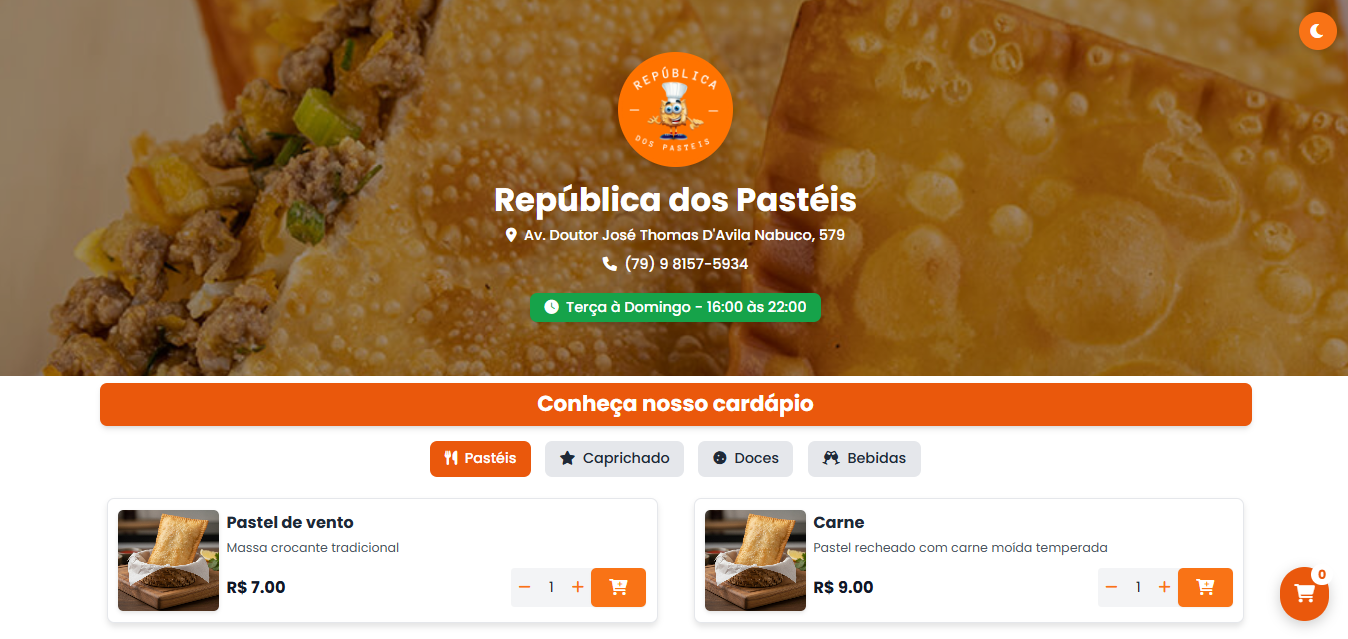 REPÚBLICA
DOS PASTEIS
República dos Pastéis
Av. Doutor José Thomas D'Avila Nabuco, 579
(79) 9 8157-5934
Terça à Domingo - 16:00 às 22:00
Conheça nosso cardápio
Pastéis Caprichado Doces Bebidas
Pastel de vento
Massa crocante tradicional
R$ 7.00 − 1 +
Carne
Pastel recheado com carne moída temperada
R$ 9.00 − 1 +
0